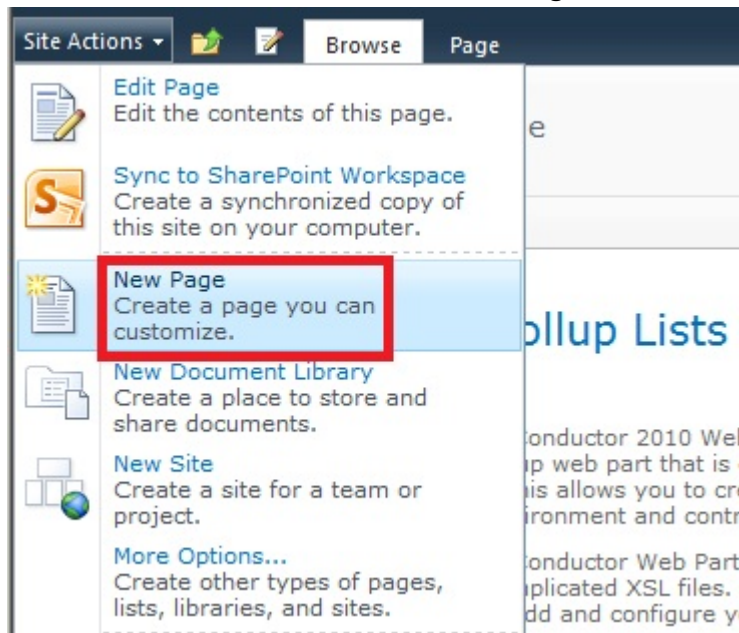 Site Actions Browse Page
Edit Page
Edit the contents of this page.
e
Sync to SharePoint Workspace
Create a synchronized copy of
this site on your computer.
New Page
Create a page you can
customize.
ollup Lists
New Document Library
Create a place to store and
share documents.
onductor 2010 We
up web part that is
his allows you to cr
ironment and contr
New Site
Create a site for a team or
project.
More Options...
Create other types of pages,
lists, libraries, and sites.
onductor Web Part
plicated XSL files.
dd and configure y